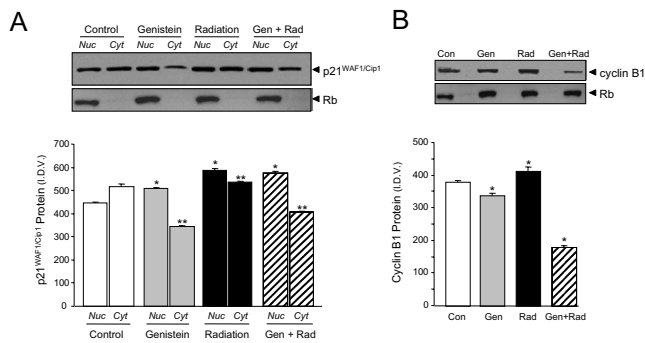 A
Control Genistein Radiation Gen + Rad
Nuc Cyt Nuc Cyt Nuc Cyt Nuc Cyt
p21WAF1/Cip1
Rb
p21WAF1/Cip1 Protein (I.D.V.)
700
600
500
400
300
200
100
0
* ** * ** * **
Nuc Cyt Nuc Cyt Nuc Cyt Nuc Cyt
Control Genistein Radiation Gen + Rad
B
Con Gen Rad Gen+Rad
cyclin B1
Rb
Cyclin B1 Protein (I.D.V.)
500
400
300
200
100
0
* * *
Con Gen Rad Gen+Rad